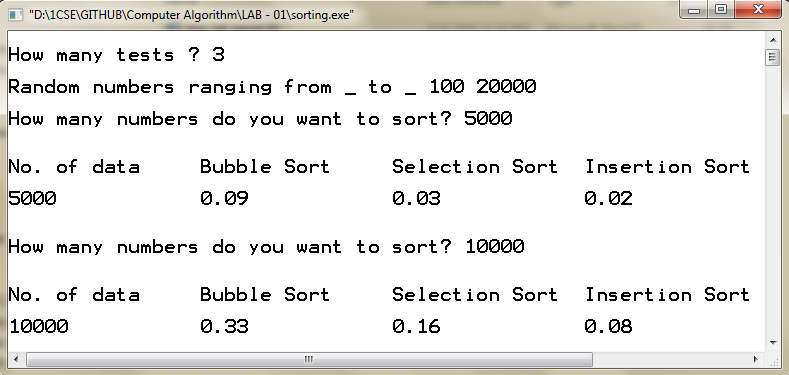 "D:\1CSE\GITHUB\Computer Algorithm\LAB - 01\sorting.exe"
How many tests ? 3
Random numbers ranging from _ to _ 100 20000
How many numbers do you want to sort? 5000
No. of data Bubble Sort Selection Sort Insertion Sort
5000 0.09 0.03 0.02
How many numbers do you want to sort? 10000
No. of data Bubble Sort Selection Sort Insertion Sort
10000 0.33 0.16 0.08